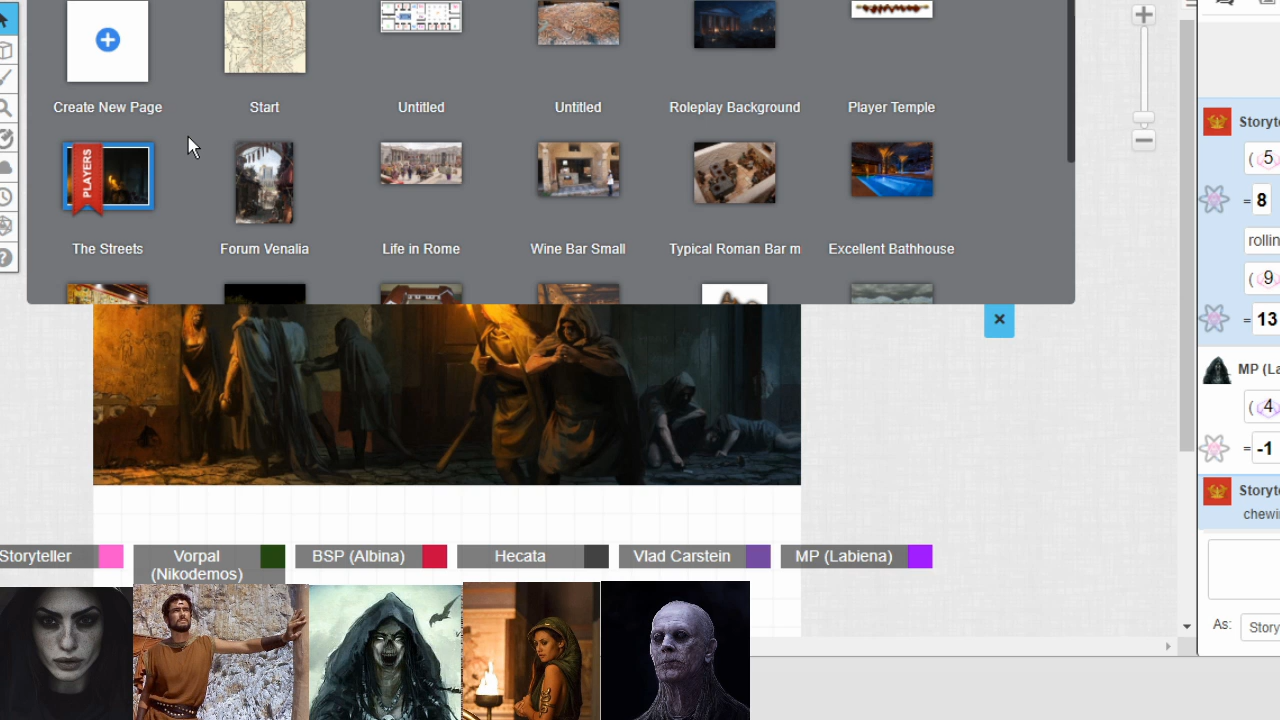 Create New Page
Start
Untitled
Untitled
Roleplay Background
Player Temple
PLAYERS
The Streets
Forum Venalia
Life in Rome
Wine Bar Small
Typical Roman Bar m
Excellent Bathhouse
Storyteller
Vorpal
(Nikodemos)
BSP (Albina)
Hecata
Vlad Carstein
MP (Labiena)
Storyte
( 5
= 8
rollin
( 9
= 13
MP (La
( 4
= -1
Storyte
chewin
As:
Story